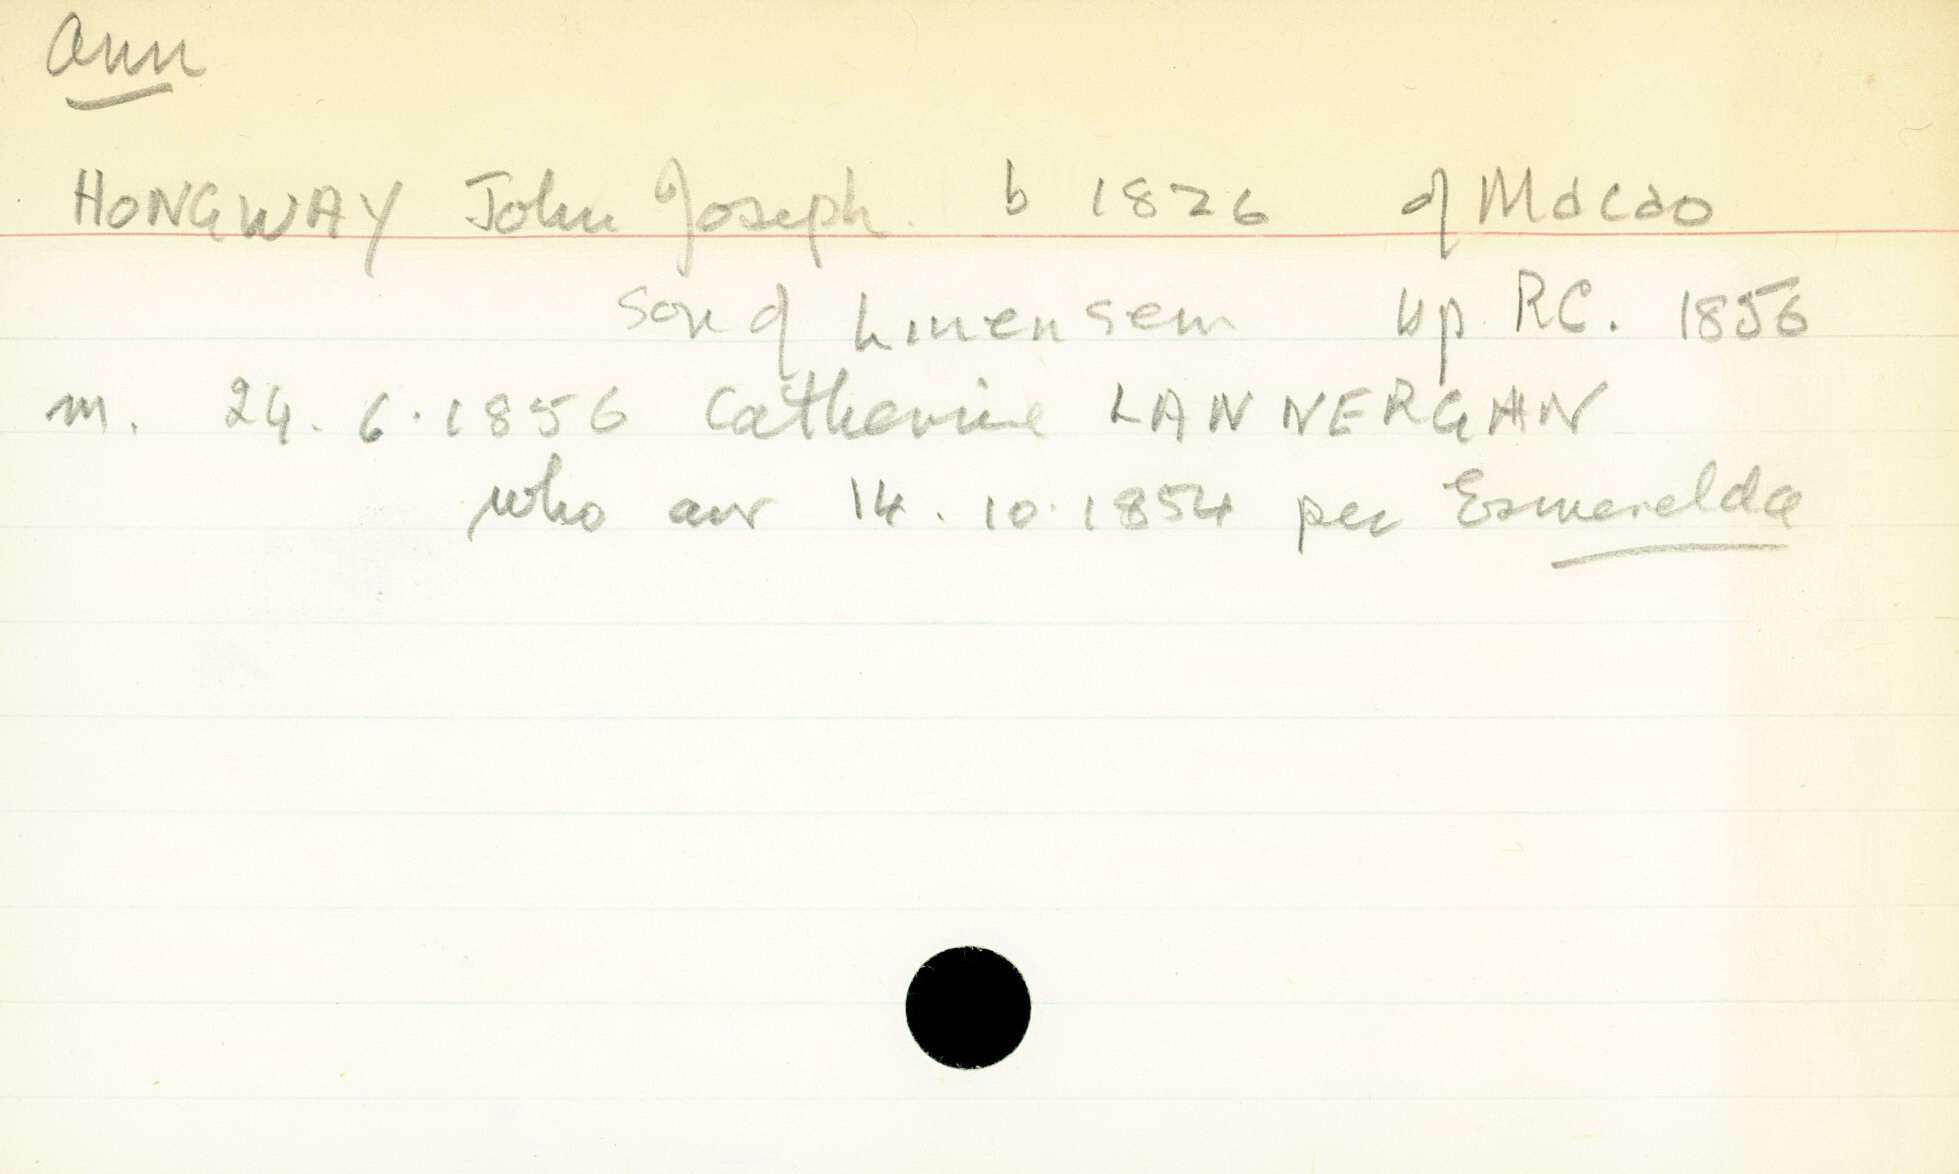 Ann
HONGWAY John Joseph. b 1826 of Macao
son of Linensem bp RC. 1856
m. 24.6.1856 Catherine LANNERGHAN
who arr 14.10.1854 per Esmerelda